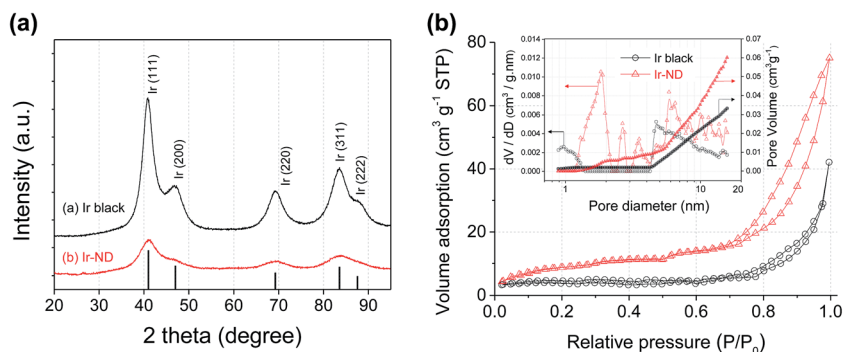 (a)
Intensity (a.u.)
Ir (111)
Ir (200)
Ir (220)
Ir (311)
Ir (222)
(a) Ir black
(b) Ir-ND
20 30 40 50 60 70 80 90
2 theta (degree)
(b)
Volume adsorption (cm³ g⁻¹ STP)
80
60
40
20
0
0.0 0.2 0.4 0.6 0.8 1.0
Relative pressure (P/P₀)
dV / dD (cm³ / g.nm)
0.014
0.012
0.010
0.008
0.006
0.004
0.002
0.000
Ir black
Ir-ND
0.06
0.05
0.04
0.03
0.02
0.01
0.00
Pore Volume (cm³g⁻¹)
1 10 20
Pore diameter (nm)